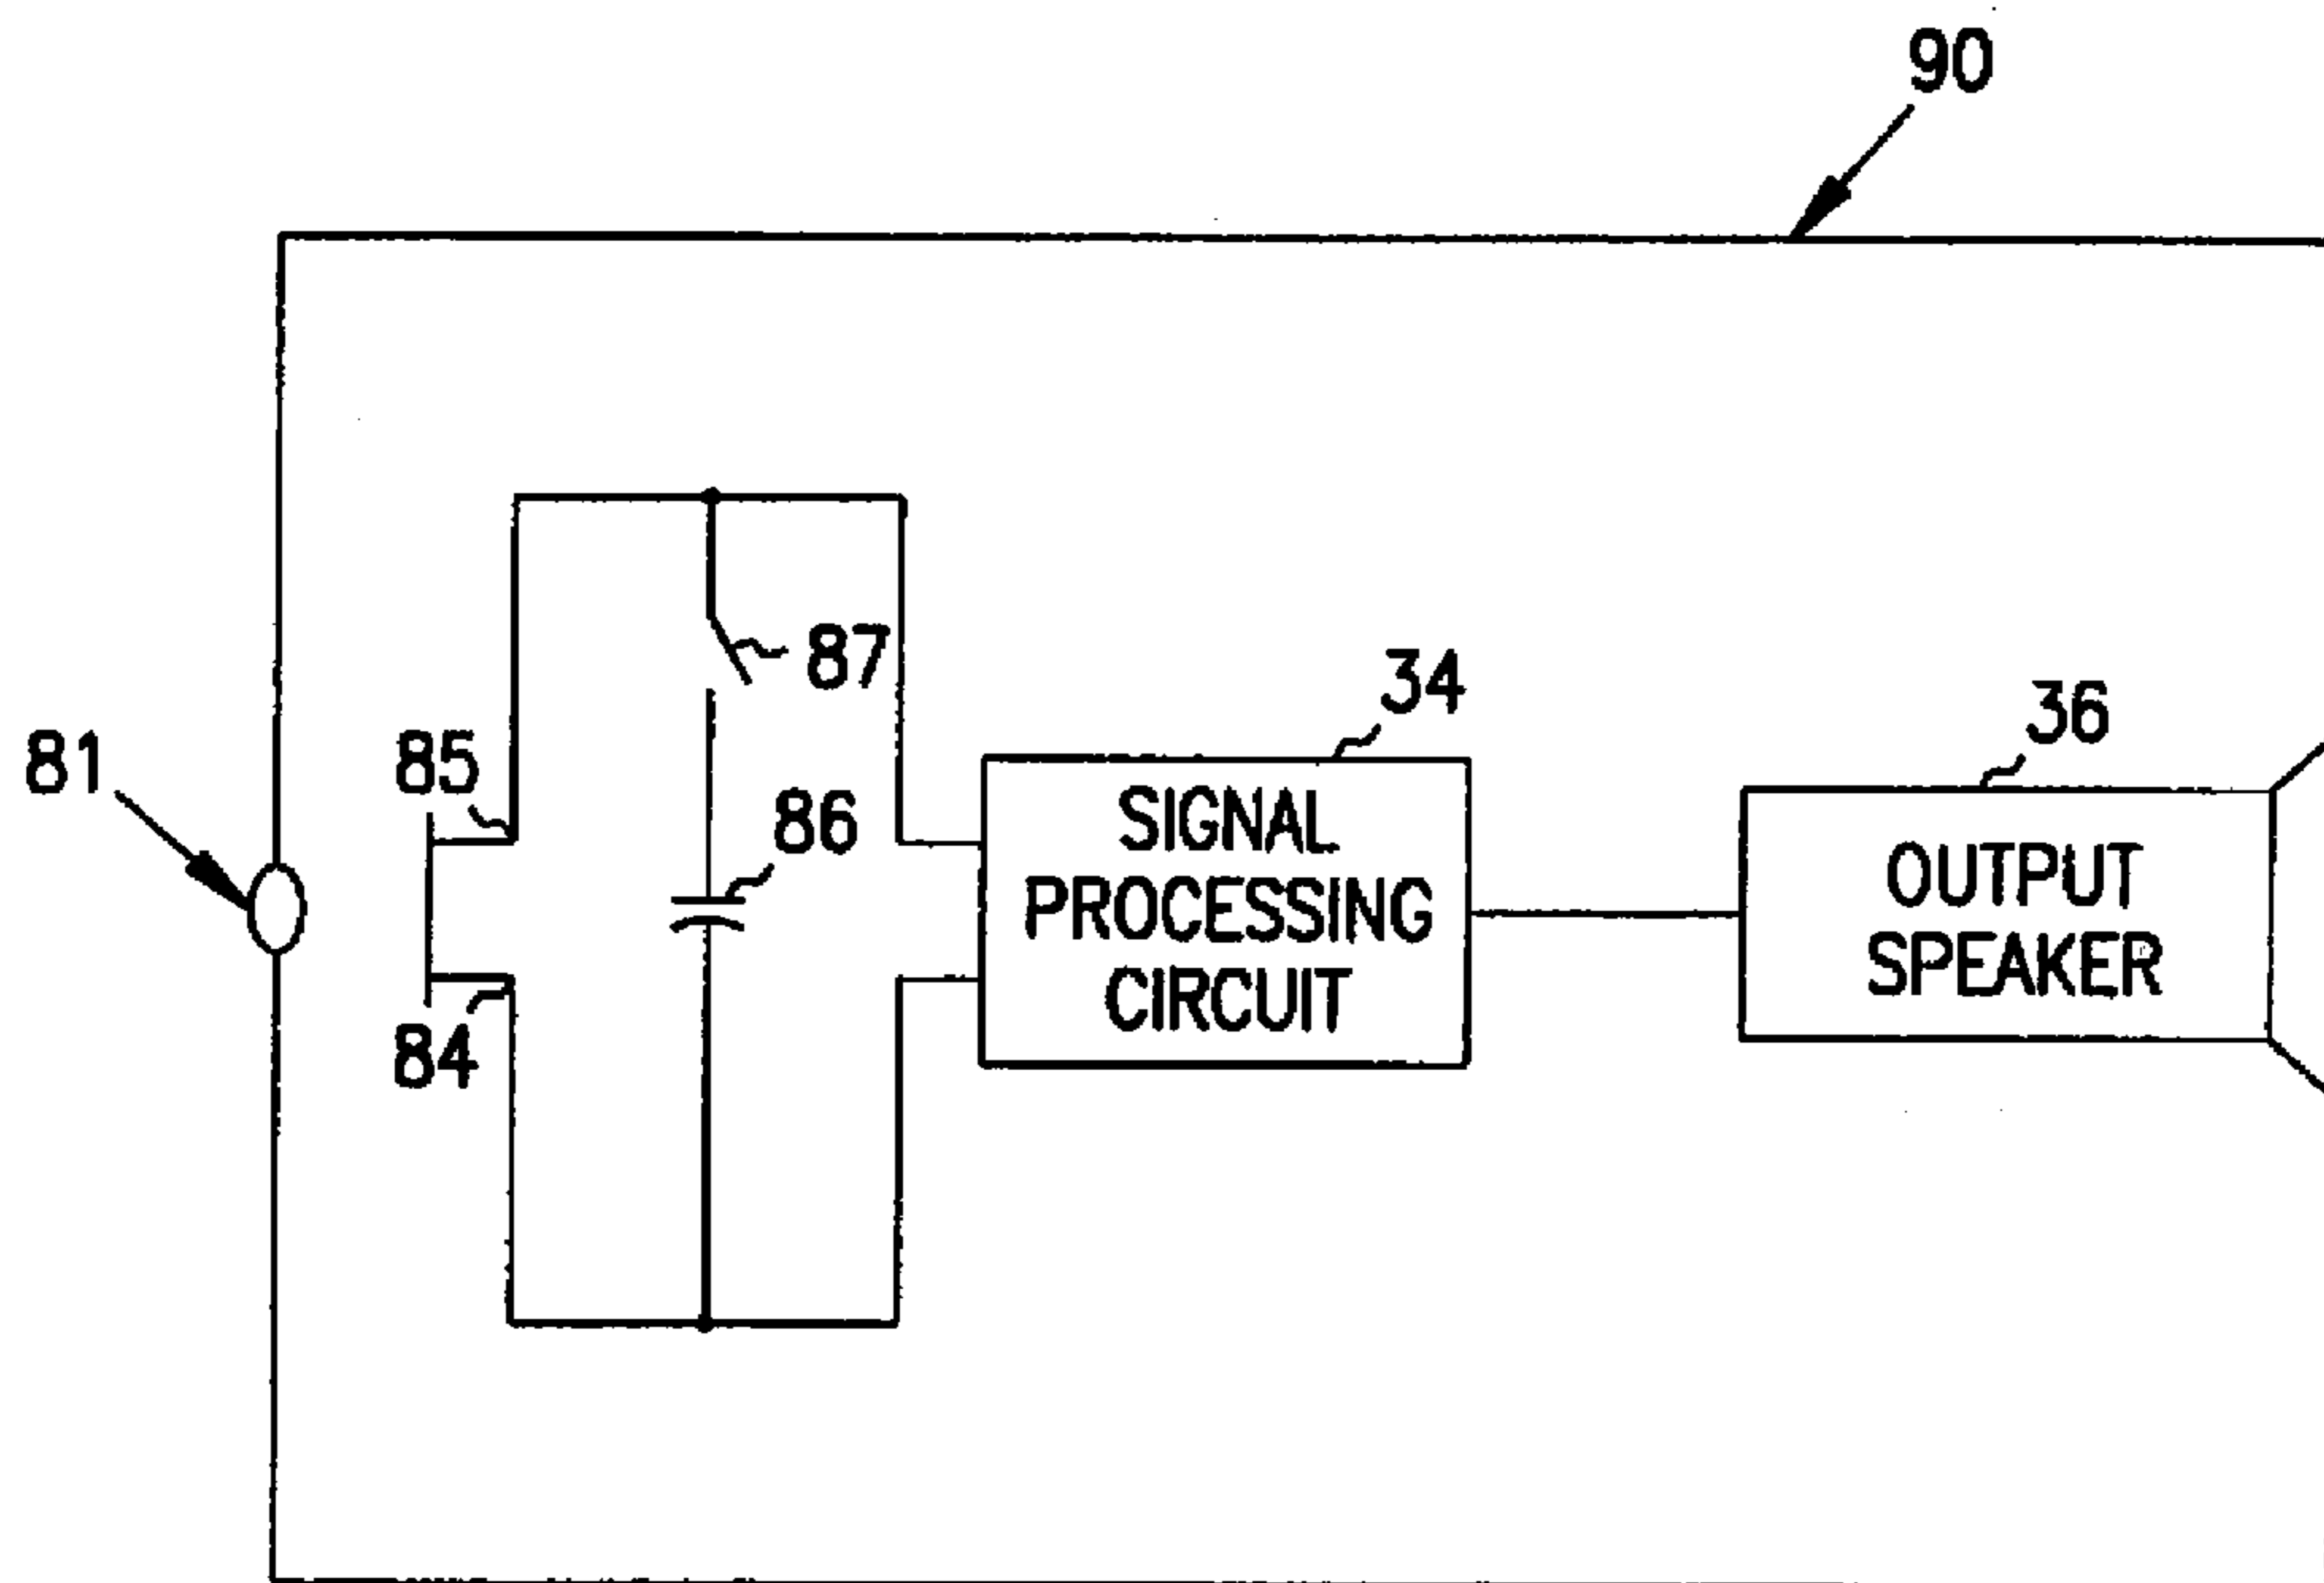 90
87
34
36
81
85
86
SIGNAL
PROCESSING
CIRCUIT
OUTPUT
SPEAKER
84